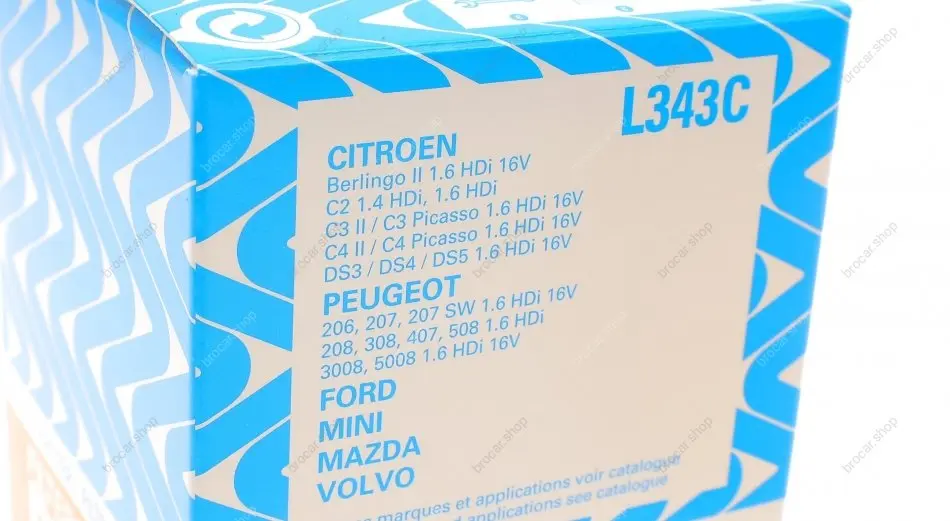 L343C
CITROEN
Berlingo II 1.6 HDi 16V
C2 1.4 HDi, 1.6 HDi
C3 II / C3 Picasso 1.6 HDi 16V
C4 II / C4 Picasso 1.6 HDi 16V
DS3 / DS4 / DS5 1.6 HDi 16V
PEUGEOT
206, 207, 207 SW 1.6 HDi 16V
208, 308, 407, 508 1.6 HDi
3008, 5008 1.6 HDi 16V
FORD
MINI
MAZDA
VOLVO
marques et applications voir catalogue
applications see catalogue
brocar.shop